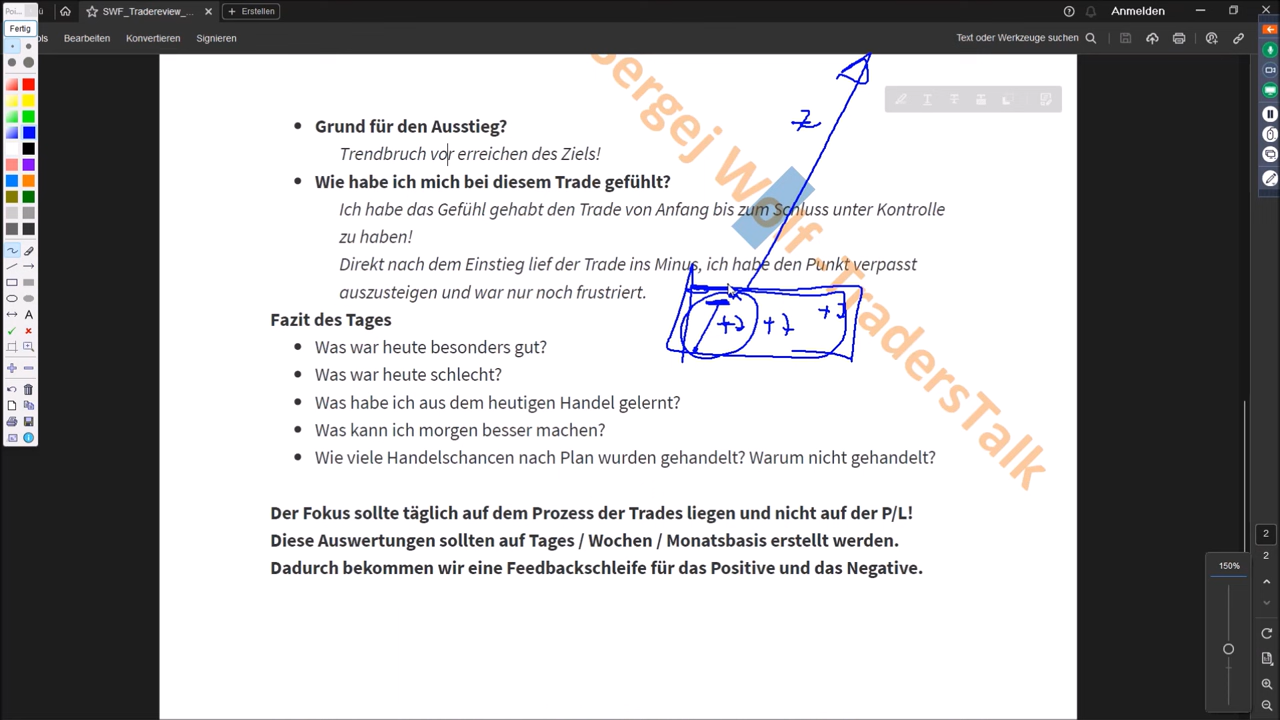 Poi
Fertig
SWF_Tradereview_...
Erstellen
Anmelden
ols
Bearbeiten
Konvertieren
Signieren
Text oder Werkzeuge suchen
Grund für den Ausstieg?
Trendbruch vor erreichen des Ziels!
Wie habe ich mich bei diesem Trade gefühlt?
Ich habe das Gefühl gehabt den Trade von Anfang bis zum Schluss unter Kontrolle
zu haben!
Direkt nach dem Einstieg lief der Trade ins Minus, ich habe den Punkt verpasst
auszusteigen und war nur noch frustriert.
Fazit des Tages
Was war heute besonders gut?
Was war heute schlecht?
Was habe ich aus dem heutigen Handel gelernt?
Was kann ich morgen besser machen?
Wie viele Handelschancen nach Plan wurden gehandelt? Warum nicht gehandelt?
Der Fokus sollte täglich auf dem Prozess der Trades liegen und nicht auf der P/L!
Diese Auswertungen sollten auf Tages / Wochen / Monatsbasis erstellt werden.
Dadurch bekommen wir eine Feedbackschleife für das Positive und das Negative.
ergej Wolf - TradersTalk
A
2
2
150%